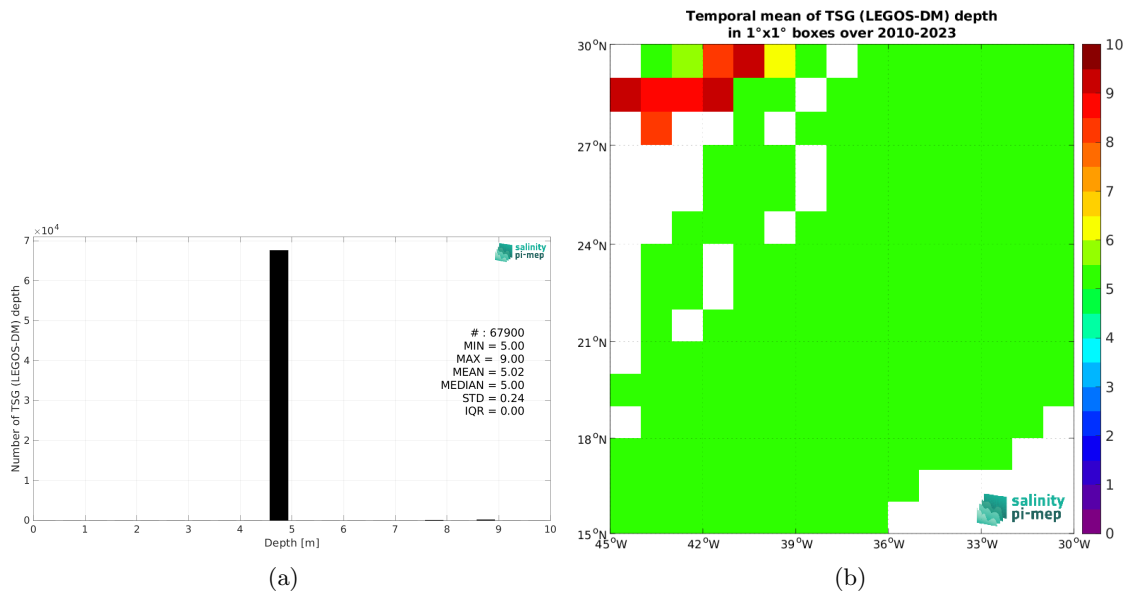 ×10⁴
7
6
5
4
3
2
1
0
Number of TSG (LEGOS-DM) depth
salinity
pi-mep
# : 67900
MIN = 5.00
MAX = 9.00
MEAN = 5.02
MEDIAN = 5.00
STD = 0.24
IQR = 0.00
0 1 2 3 4 5 6 7 8 9 10
Depth [m]
(a)
Temporal mean of TSG (LEGOS-DM) depth
in 1°x1° boxes over 2010-2023
30°N
27°N
24°N
21°N
18°N
15°N
45°W 42°W 39°W 36°W 33°W 30°W
salinity
pi-mep
10
9
8
7
6
5
4
3
2
1
0
(b)